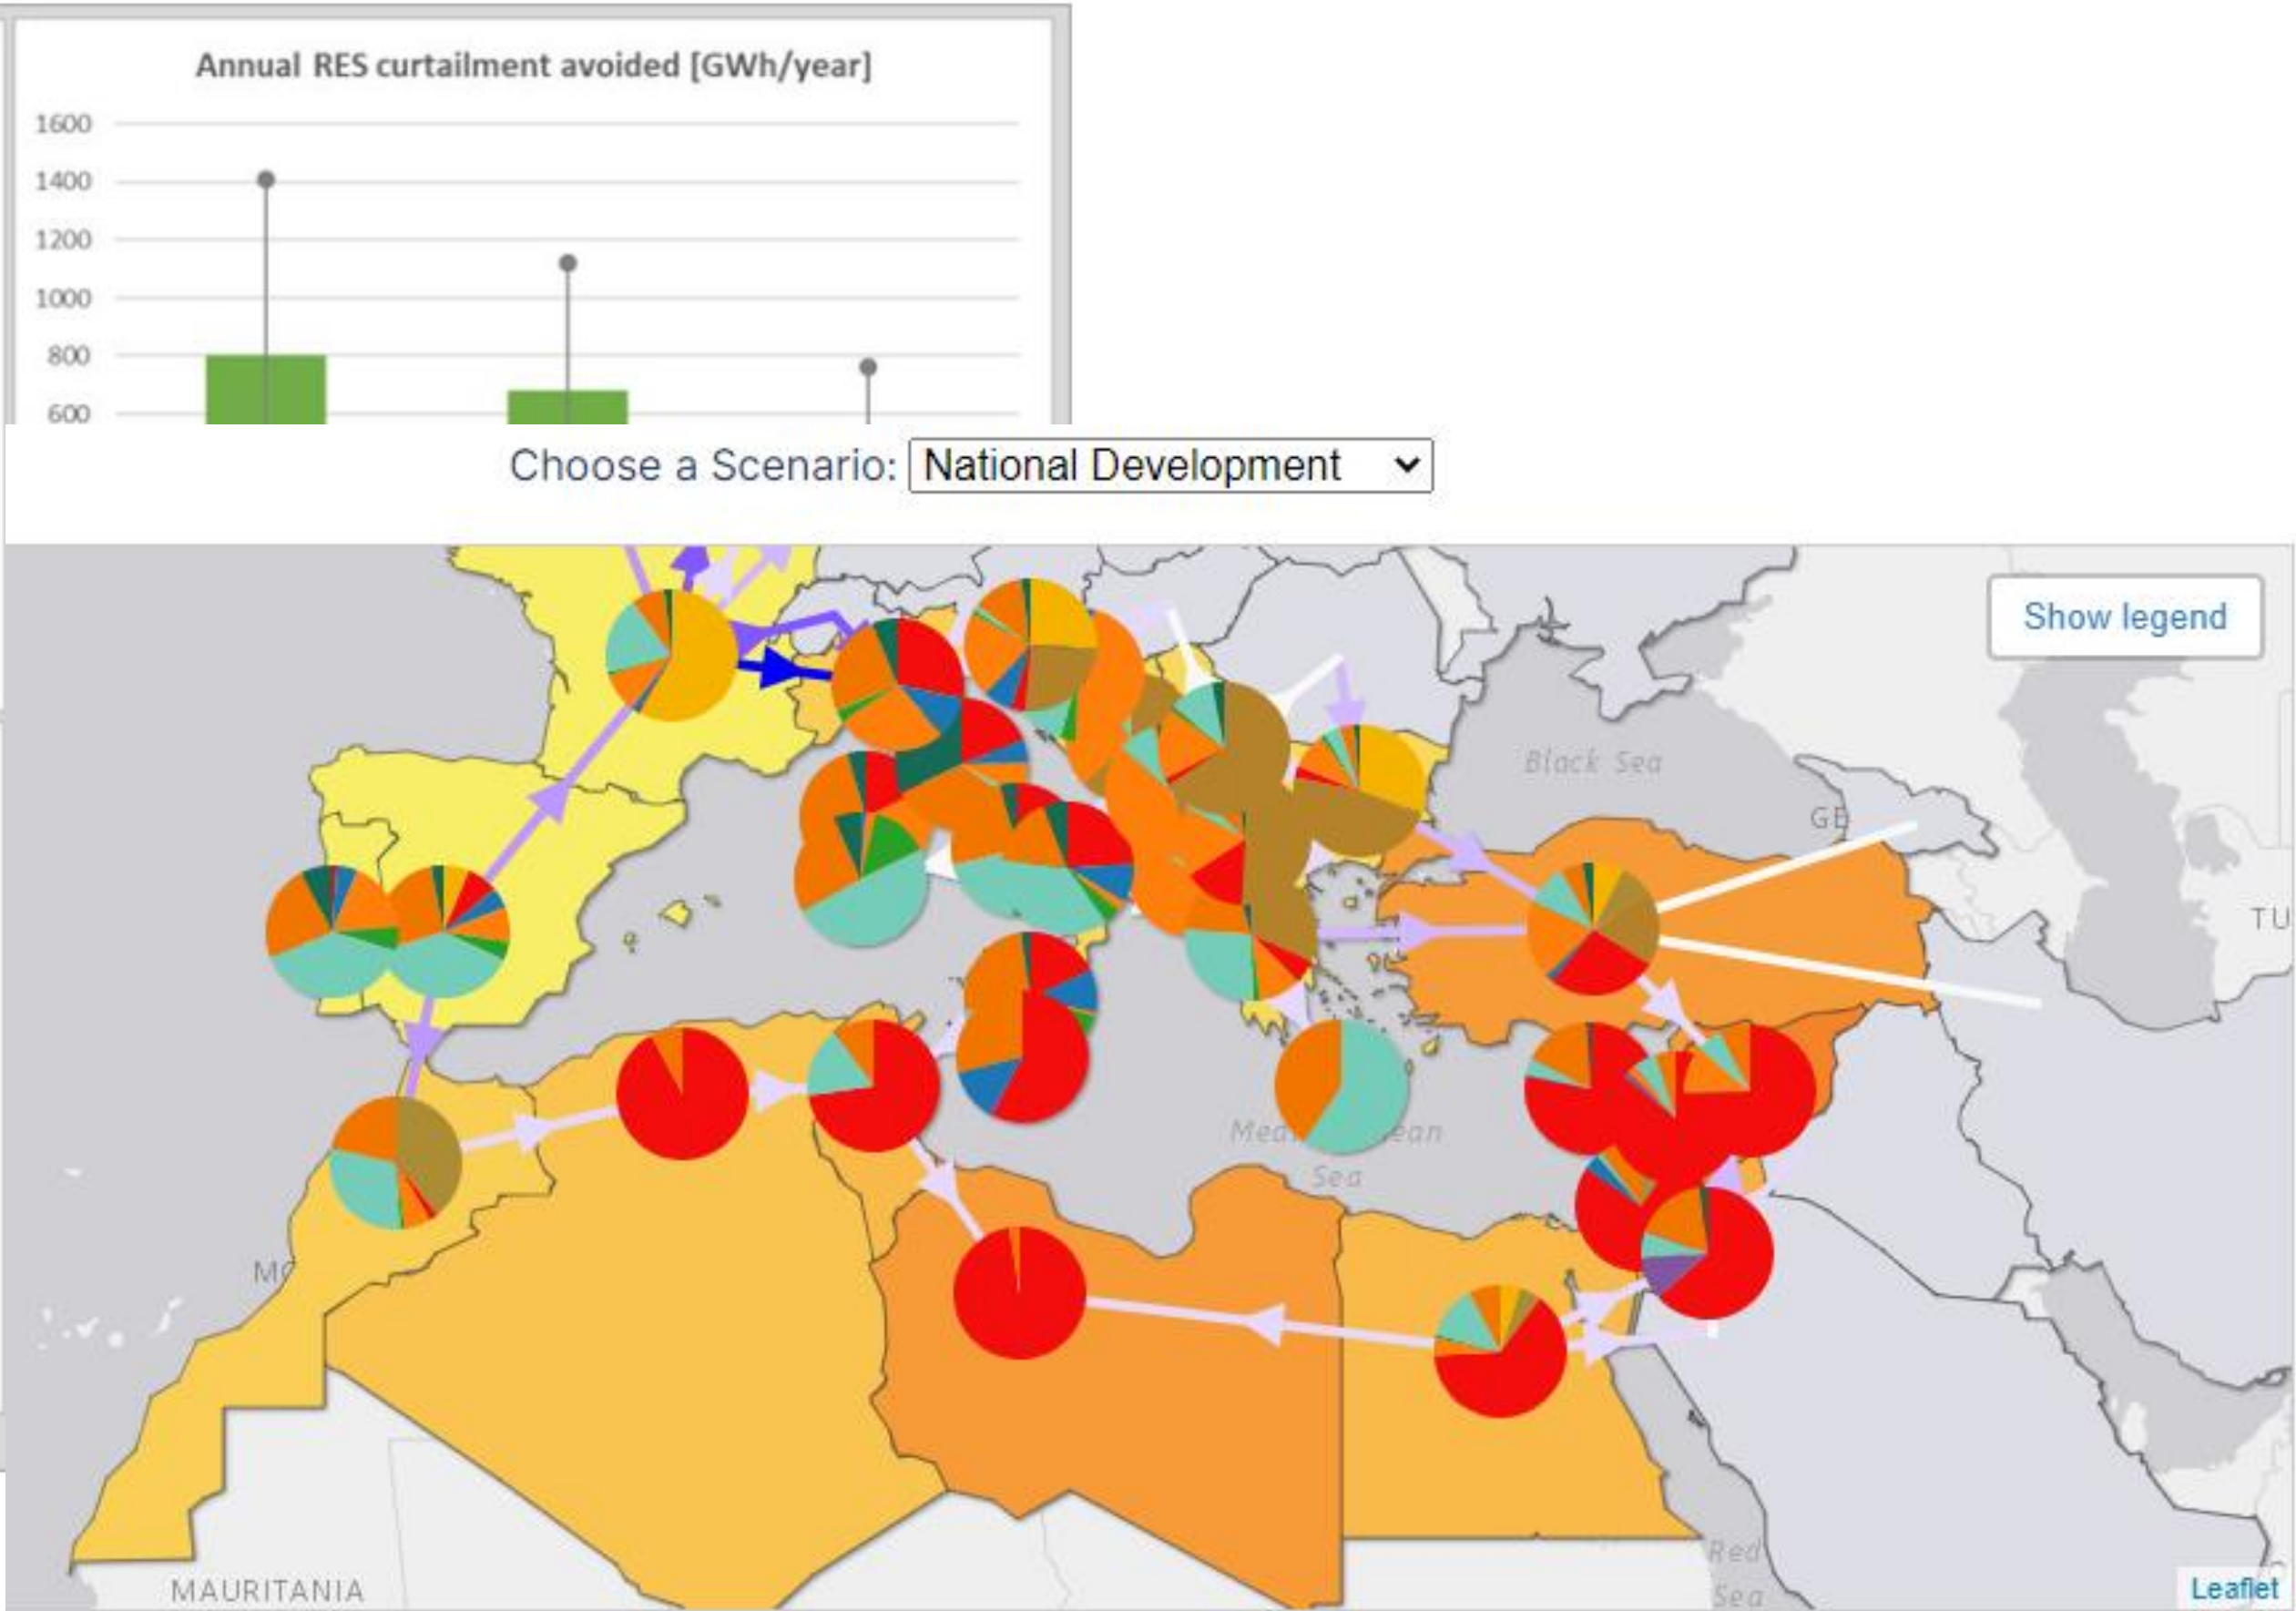 Annual RES curtailment avoided [GWh/year]
1600
1400
1200
1000
800
600
Choose a Scenario: National Development
Show legend
Black Sea
GE
TU
Sea
MAURITANIA
Red
Sea
Leaflet